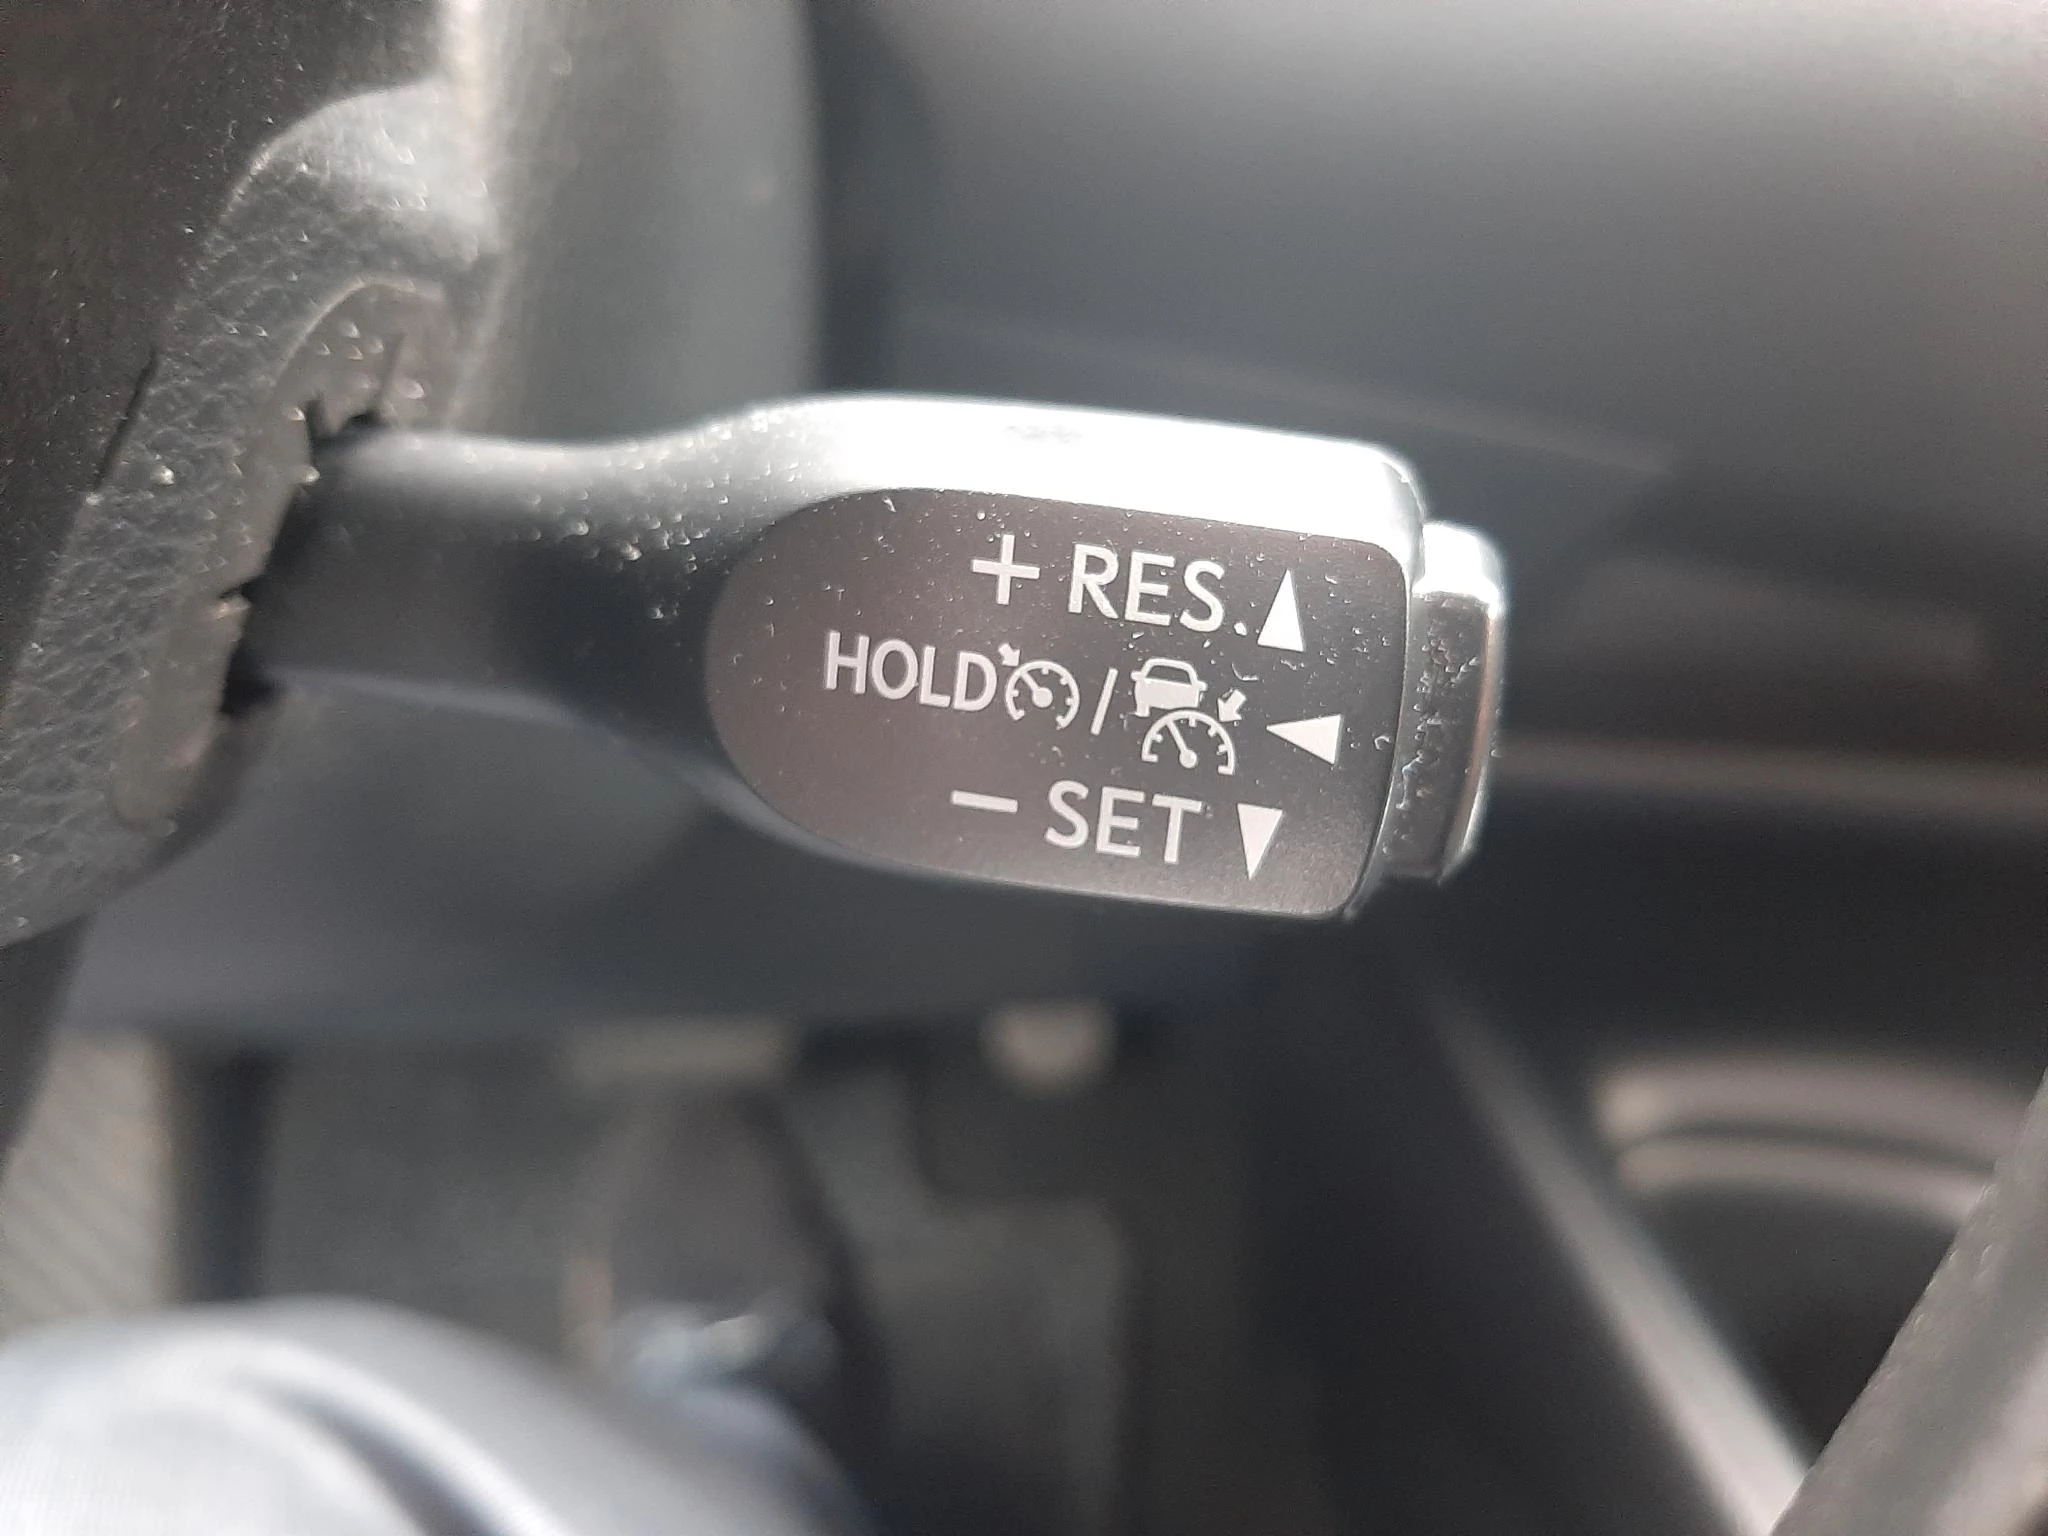 + RES
HOLD /
- SET